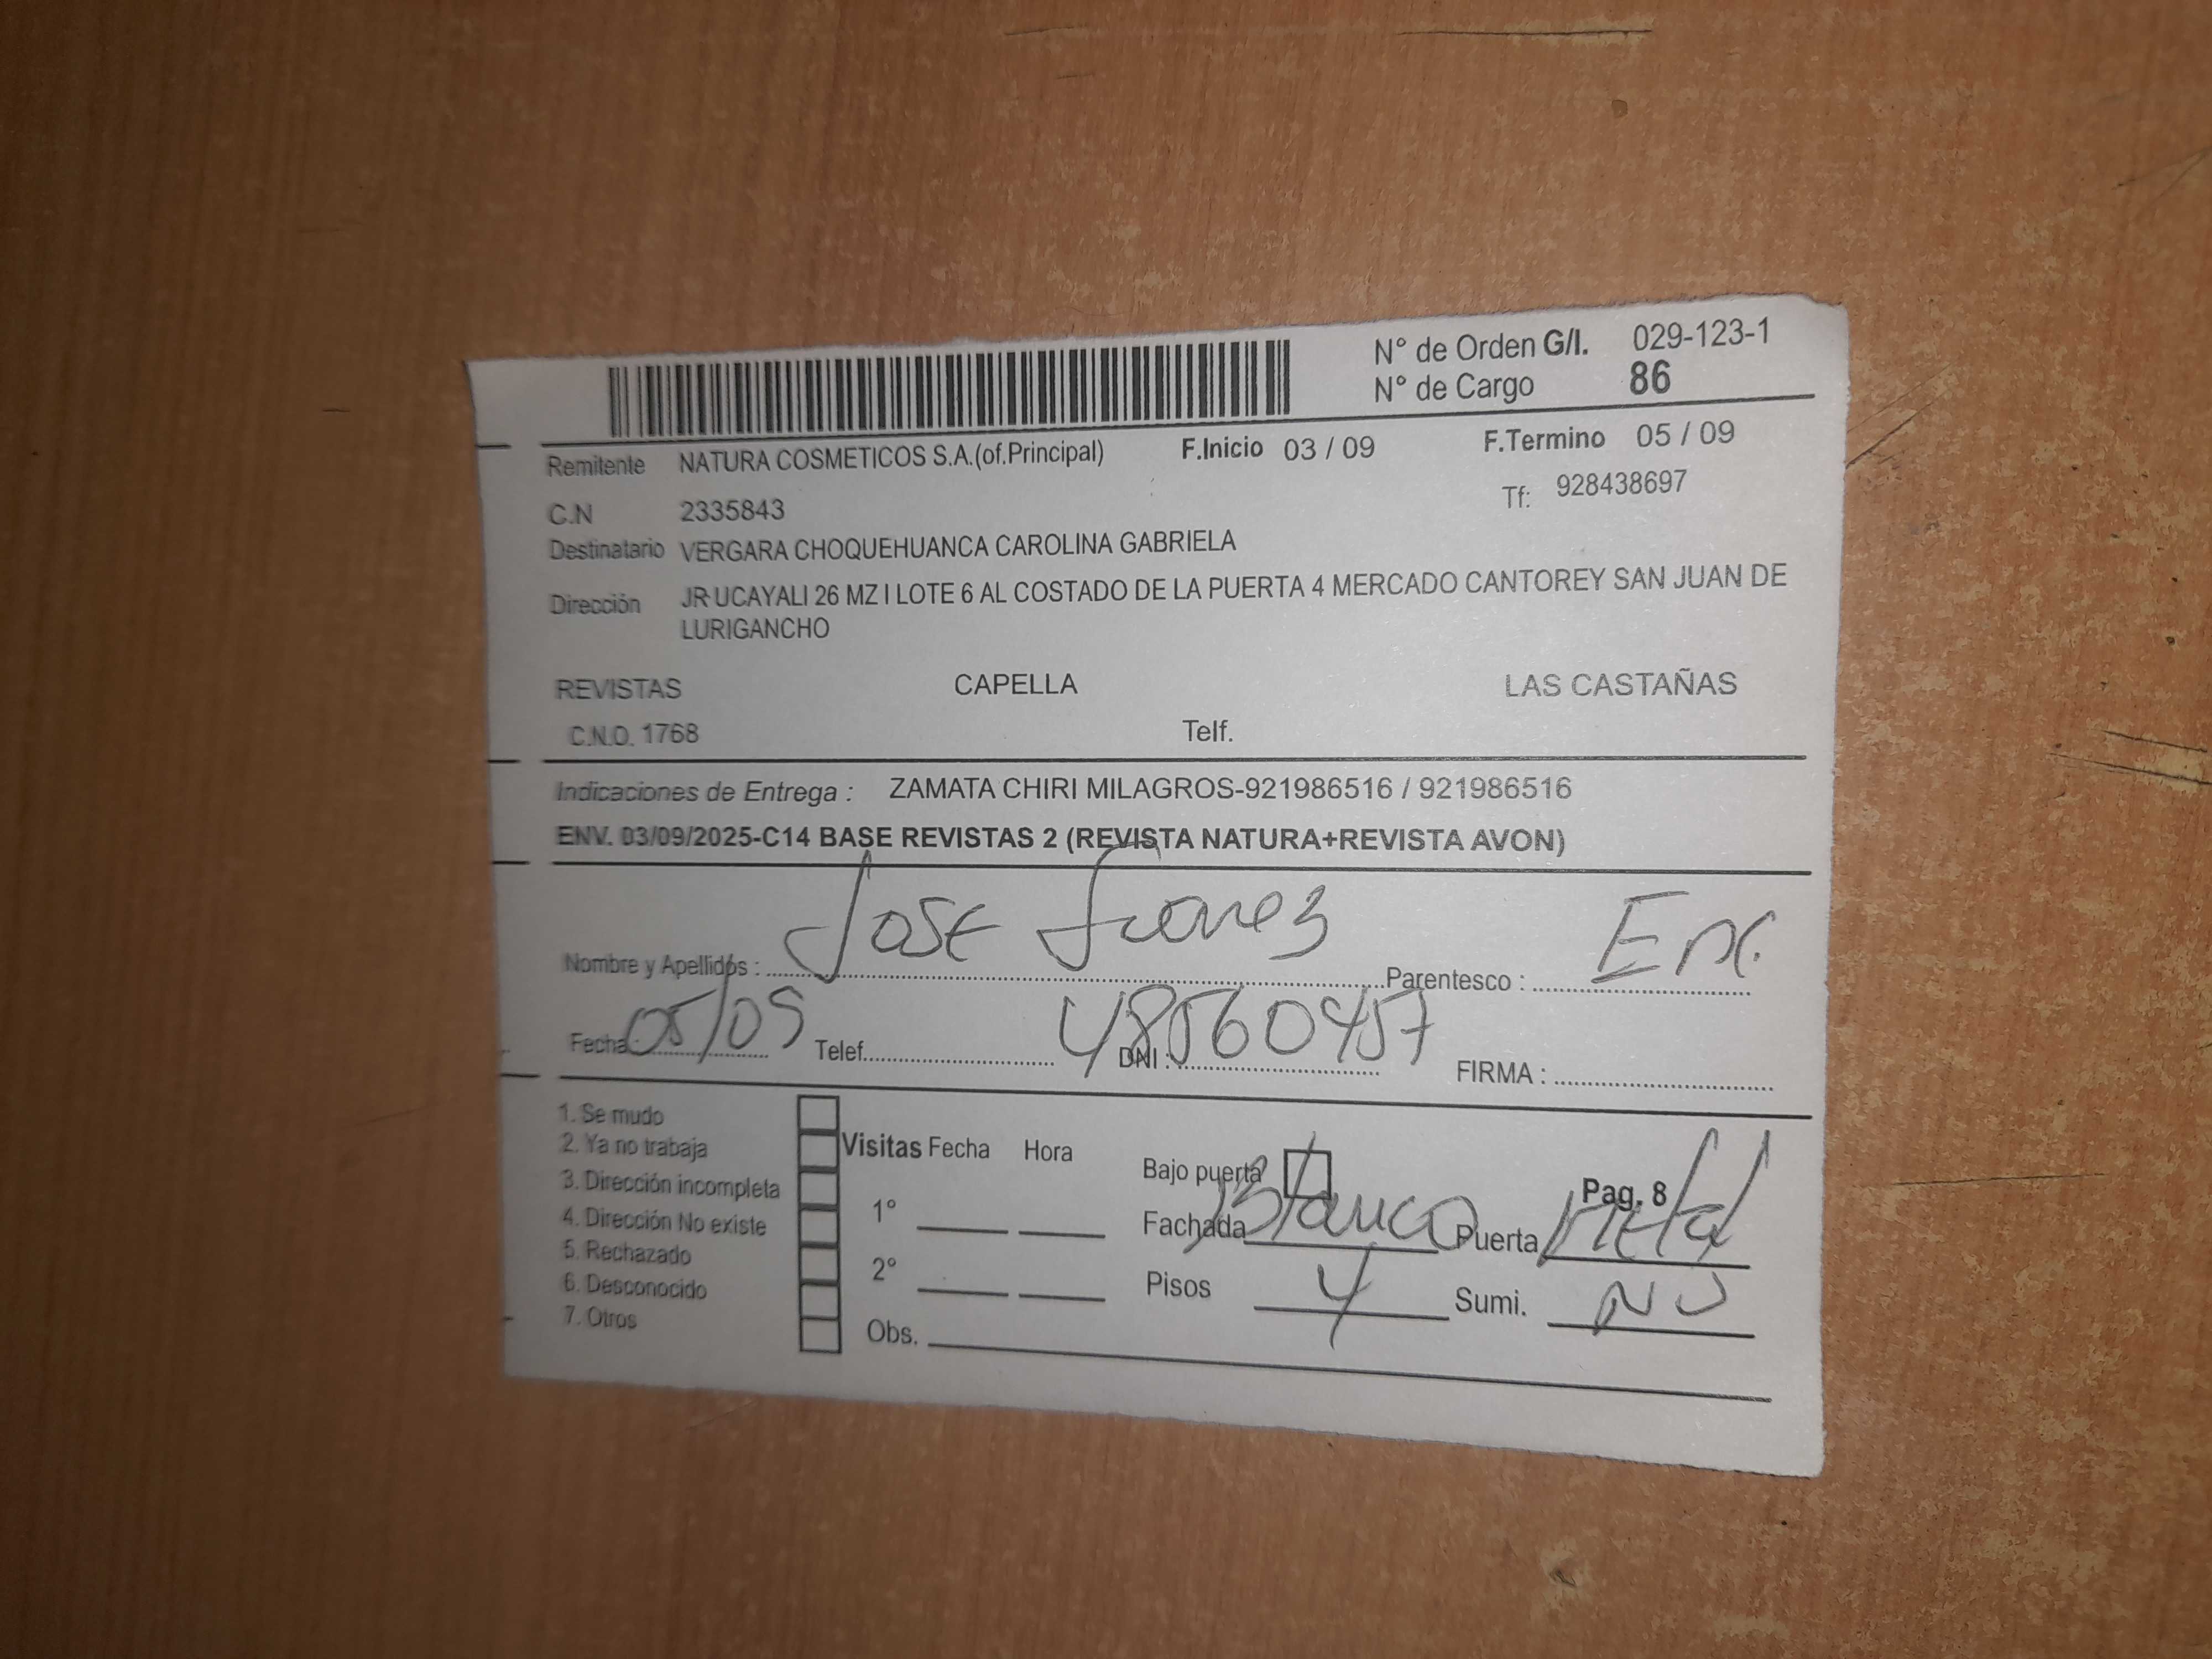 N° de Orden G/I. 029-123-1
N° de Cargo 86
Remitente NATURA COSMETICOS S.A.(of.Principal) F.Inicio 03 / 09 F.Termino 05 / 09
C.N 2335843 Tf: 928438697
Destinatario VERGARA CHOQUEHUANCA CAROLINA GABRIELA
Dirección JR UCAYALI 26 MZ I LOTE 6 AL COSTADO DE LA PUERTA 4 MERCADO CANTOREY SAN JUAN DE
LURIGANCHO
REVISTAS CAPELLA LAS CASTAÑAS
C.N.O. 1768 Telf.
Indicaciones de Entrega : ZAMATA CHIRI MILAGROS-921986516 / 921986516
ENV. 03/09/2025-C14 BASE REVISTAS 2 (REVISTA NATURA+REVISTA AVON)
Nombre y Apellidos : Jose Parentesco : Enc.
Fecha: 05/09 Telef. DNI : 48560457 FIRMA :
1. Se mudo
2. Ya no trabaja
3. Dirección incompleta
4. Dirección No existe
5. Rechazado
6. Desconocido
7. Otros
Visitas Fecha Hora
1°
2°
Obs.
Bajo puerta Pag. 8
Fachada Blanco Puerta Metal
Pisos 4 Sumi. NO